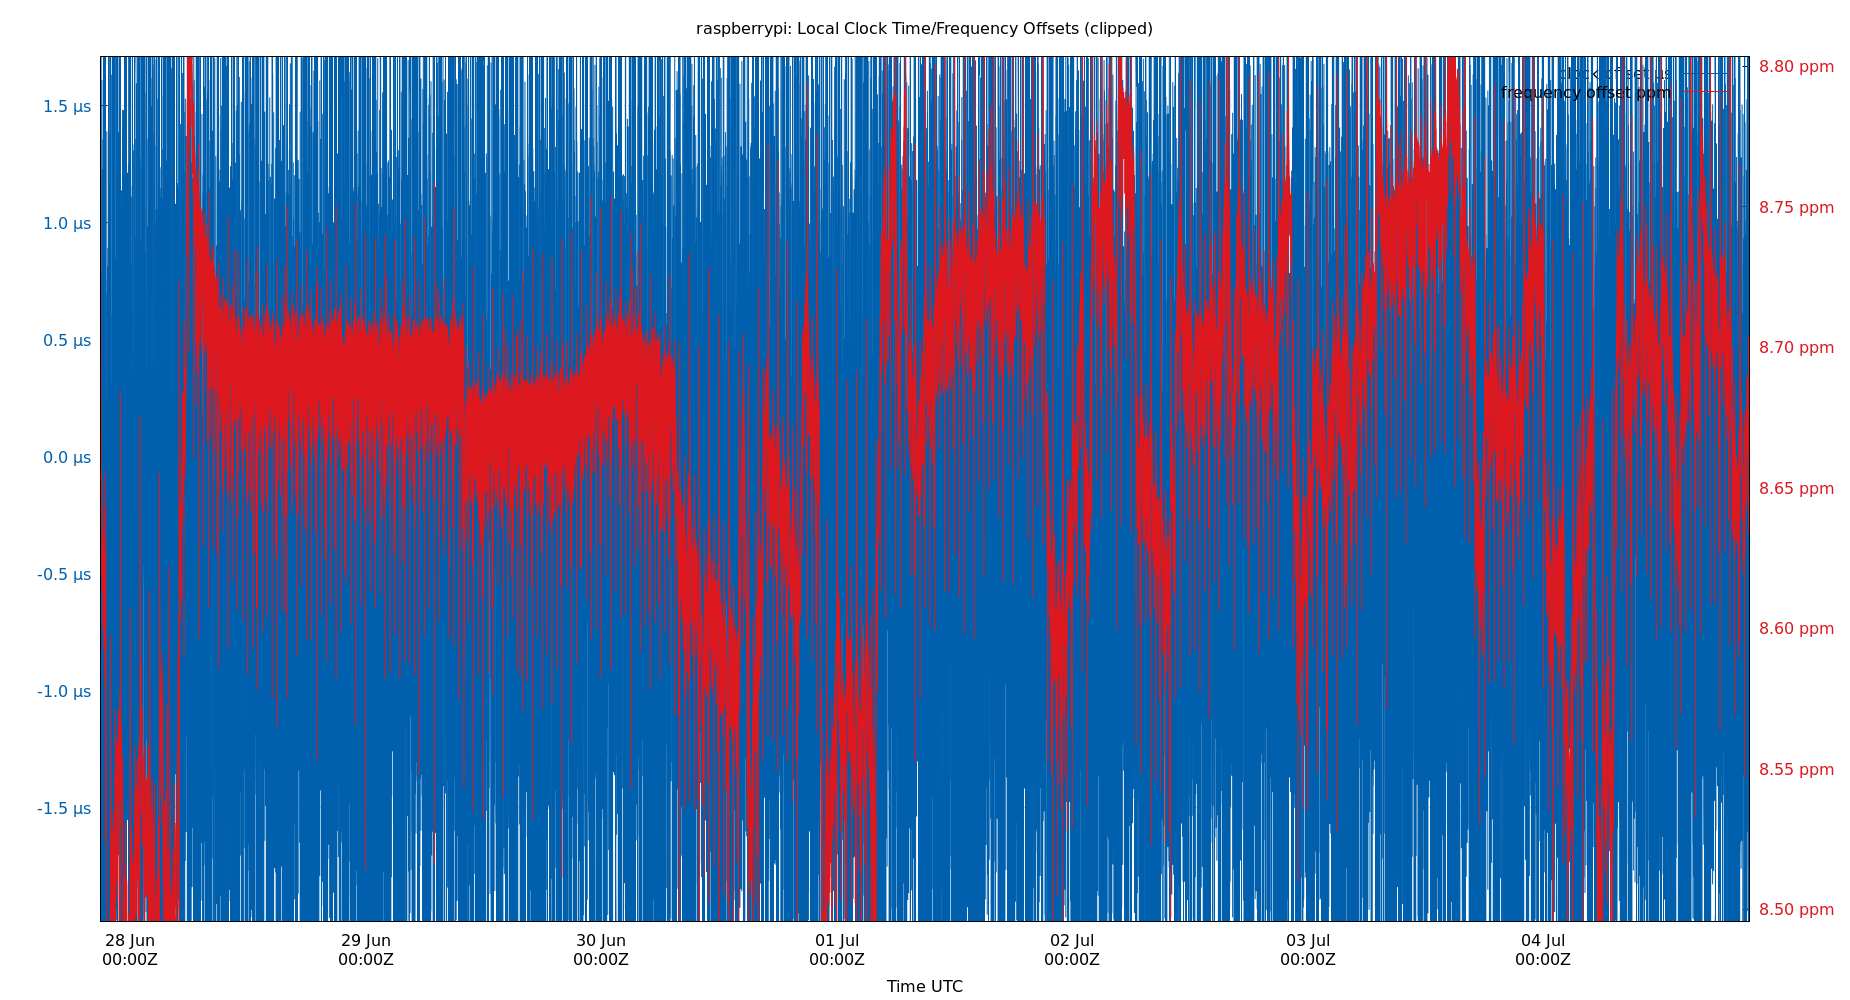 raspberrypi: Local Clock Time/Frequency Offsets (clipped)
clock offset µs
frequency offset ppm
1.5 µs
1.0 µs
0.5 µs
0.0 µs
-0.5 µs
-1.0 µs
-1.5 µs
8.80 ppm
8.75 ppm
8.70 ppm
8.65 ppm
8.60 ppm
8.55 ppm
8.50 ppm
28 Jun 29 Jun 30 Jun 01 Jul 02 Jul 03 Jul 04 Jul
00:00Z 00:00Z 00:00Z 00:00Z 00:00Z 00:00Z 00:00Z
Time UTC